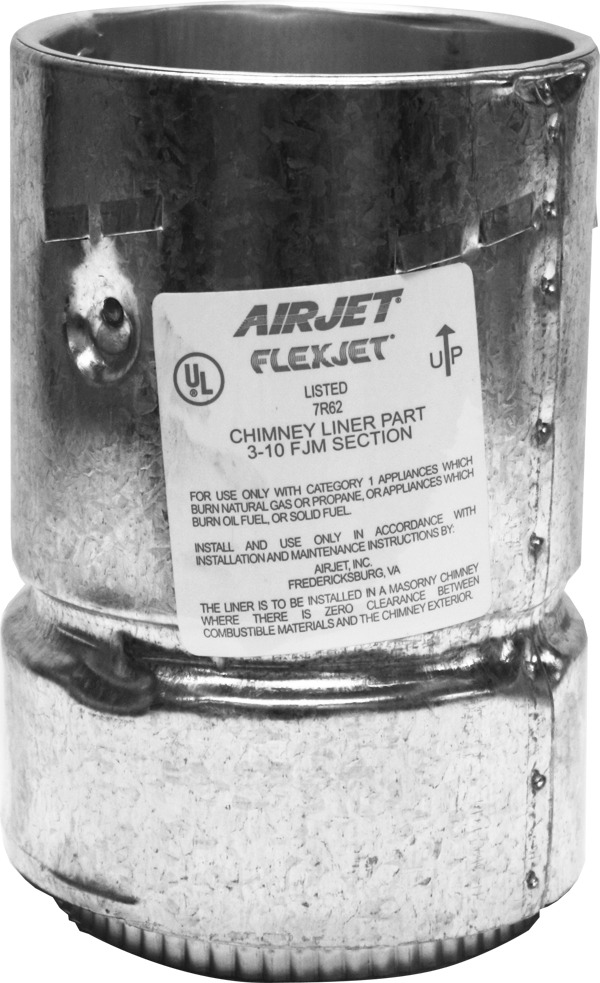 AIRJET®
FLEXJET®
UL
®
UP
LISTED
7R62
CHIMNEY LINER PART
3-10 FJM SECTION
FOR USE ONLY WITH CATEGORY 1 APPLIANCES WHICH
BURN NATURAL GAS OR PROPANE, OR APPLIANCES WHICH
BURN OIL FUEL, OR SOLID FUEL.
INSTALL AND USE ONLY IN ACCORDANCE WITH
INSTALLATION AND MAINTENANCE INSTRUCTIONS BY:
AIRJET, INC.
FREDERICKSBURG, VA
THE LINER IS TO BE INSTALLED IN A MASORNY CHIMNEY
WHERE THERE IS ZERO CLEARANCE BETWEEN
COMBUSTIBLE MATERIALS AND THE CHIMNEY EXTERIOR.